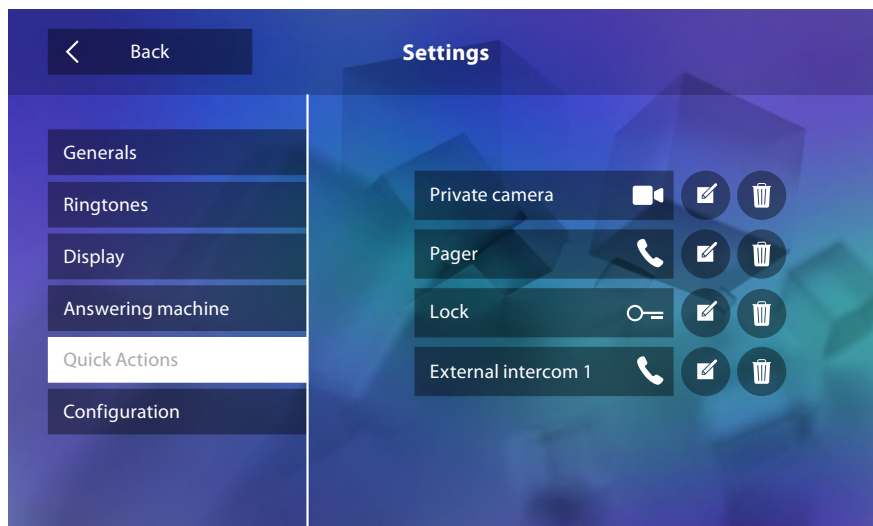 Back
Settings
Generals
Ringtones
Display
Answering machine
Quick Actions
Configuration
Private camera
Pager
Lock
External intercom 1